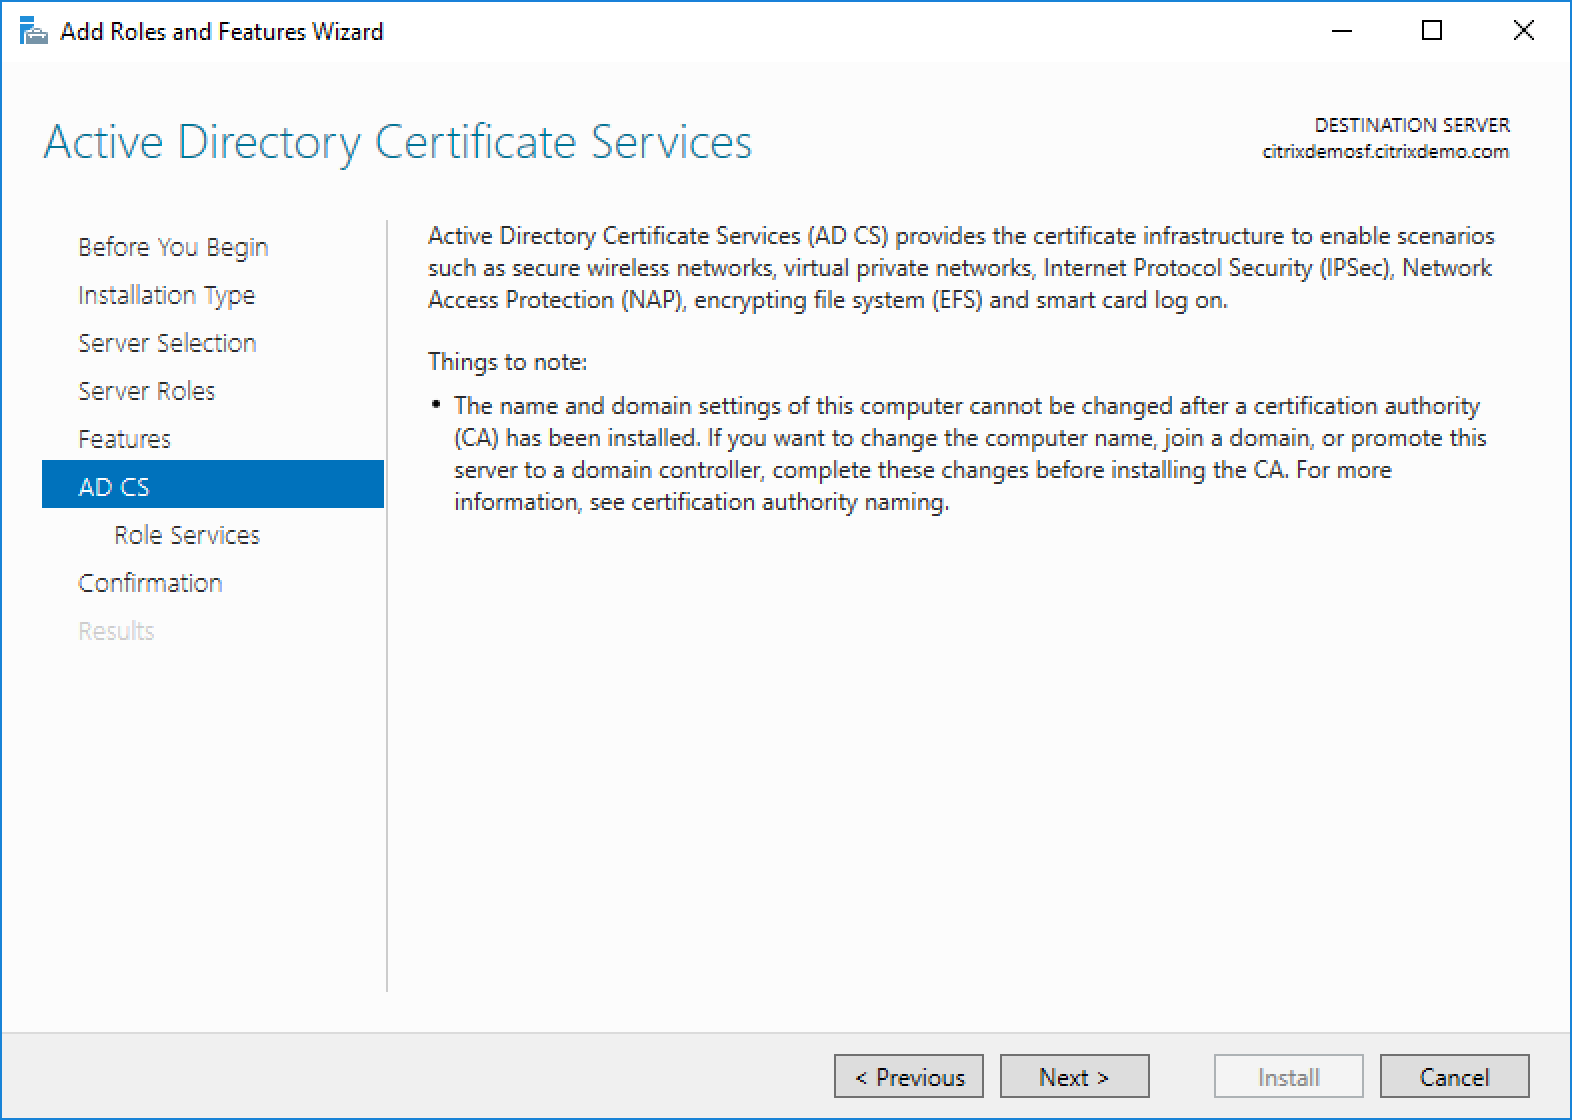 Add Roles and Features Wizard
Active Directory Certificate Services
DESTINATION SERVER
citrixdemosf.citrixdemo.com
Before You Begin
Installation Type
Server Selection
Server Roles
Features
AD CS
Role Services
Confirmation
Results
Active Directory Certificate Services (AD CS) provides the certificate infrastructure to enable scenarios
such as secure wireless networks, virtual private networks, Internet Protocol Security (IPSec), Network
Access Protection (NAP), encrypting file system (EFS) and smart card log on.
Things to note:
• The name and domain settings of this computer cannot be changed after a certification authority
(CA) has been installed. If you want to change the computer name, join a domain, or promote this
server to a domain controller, complete these changes before installing the CA. For more
information, see certification authority naming.
< Previous
Next >
Install
Cancel